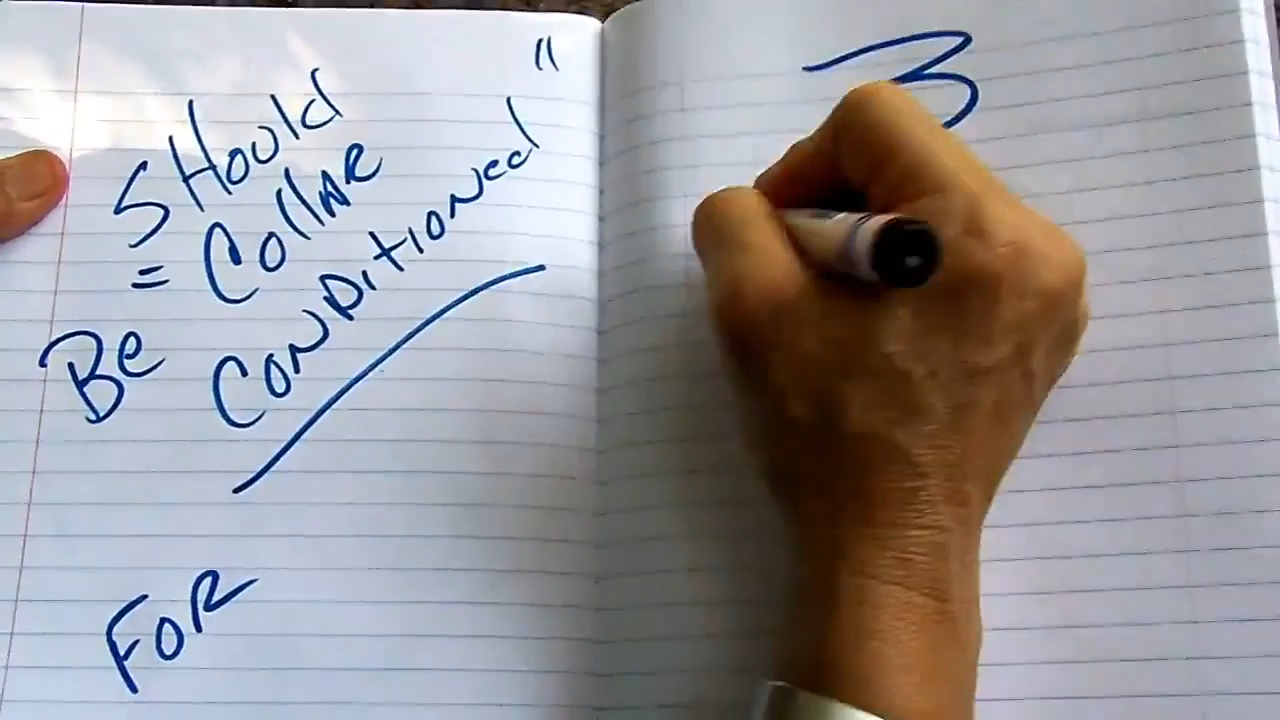 "
SHould
= CollAR
Be CONDitioNed
FOR
3